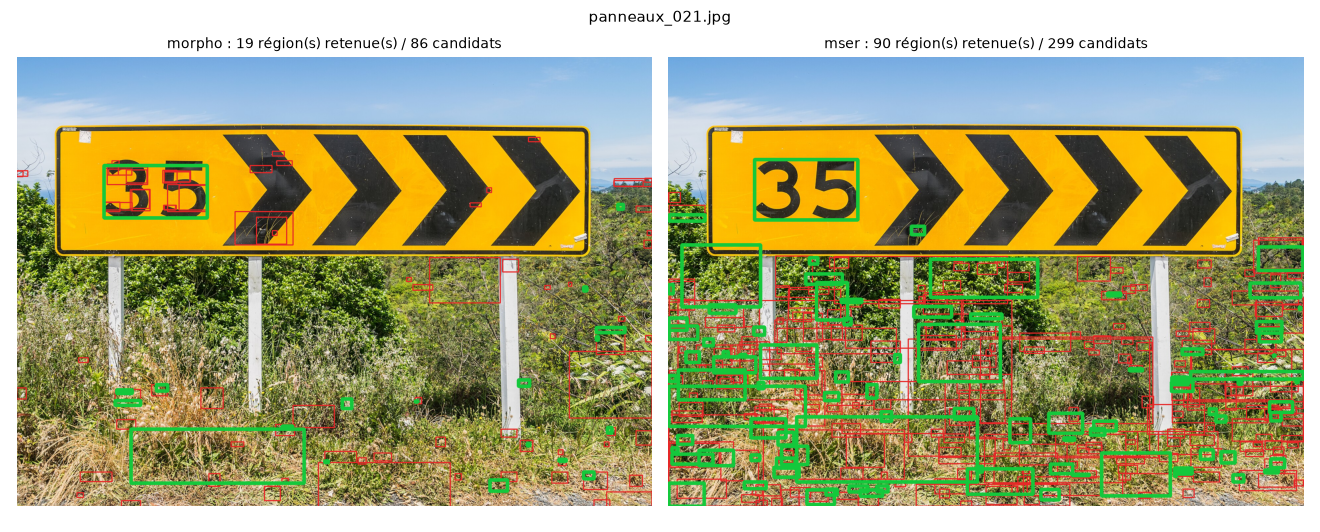 panneaux_021.jpg
morpho : 19 région(s) retenue(s) / 86 candidats
mser : 90 région(s) retenue(s) / 299 candidats
35
35